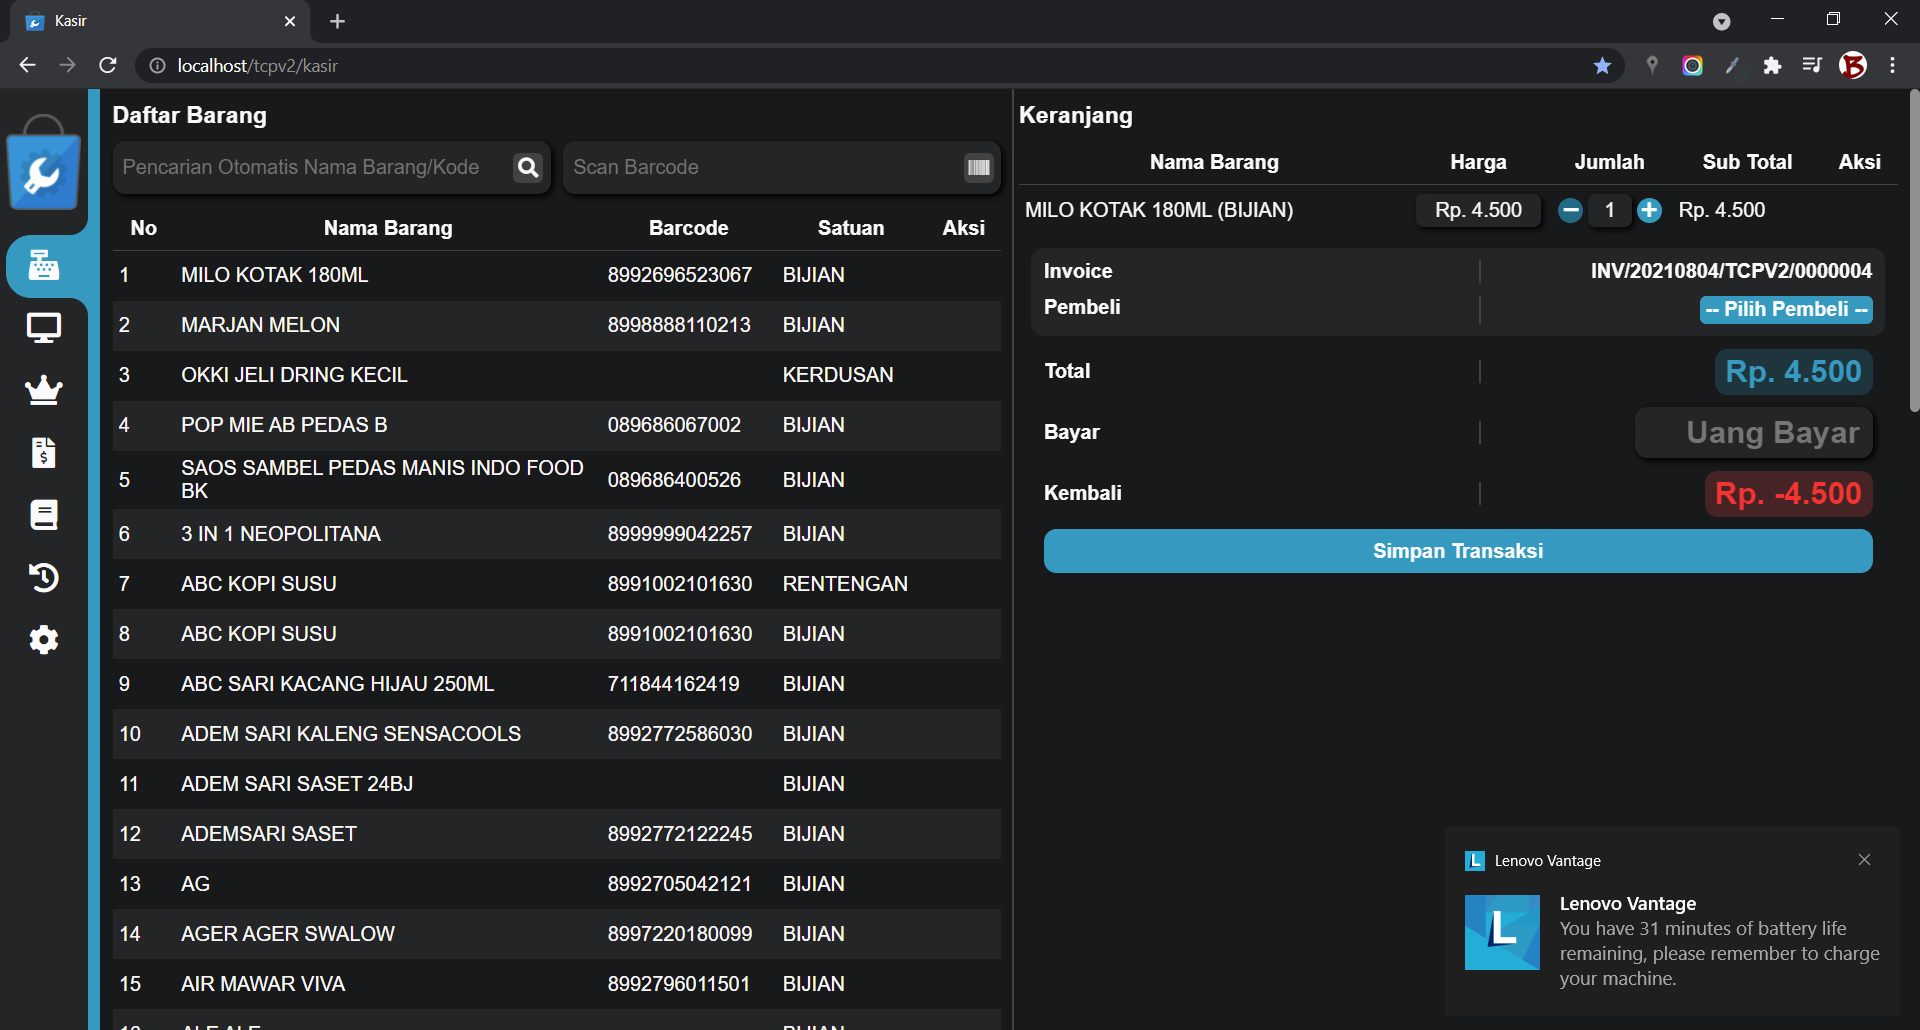 Kasir
localhost/tcpv2/kasir
Daftar Barang
Pencarian Otomatis Nama Barang/Kode
Scan Barcode
No Nama Barang Barcode Satuan Aksi
1 MILO KOTAK 180ML 8992696523067 BIJIAN
2 MARJAN MELON 8998888110213 BIJIAN
3 OKKI JELI DRING KECIL KERDUSAN
4 POP MIE AB PEDAS B 089686067002 BIJIAN
5 SAOS SAMBEL PEDAS MANIS INDO FOOD BK 089686400526 BIJIAN
6 3 IN 1 NEOPOLITANA 8999999042257 BIJIAN
7 ABC KOPI SUSU 8991002101630 RENTENGAN
8 ABC KOPI SUSU 8991002101630 BIJIAN
9 ABC SARI KACANG HIJAU 250ML 711844162419 BIJIAN
10 ADEM SARI KALENG SENSACOOLS 8992772586030 BIJIAN
11 ADEM SARI SASET 24BJ BIJIAN
12 ADEMSARI SASET 8992772122245 BIJIAN
13 AG 8992705042121 BIJIAN
14 AGER AGER SWALOW 8997220180099 BIJIAN
15 AIR MAWAR VIVA 8992796011501 BIJIAN
Keranjang
Nama Barang Harga Jumlah Sub Total Aksi
MILO KOTAK 180ML (BIJIAN) Rp. 4.500 1 Rp. 4.500
Invoice INV/20210804/TCPV2/0000004
Pembeli -- Pilih Pembeli --
Total Rp. 4.500
Bayar Uang Bayar
Kembali Rp. -4.500
Simpan Transaksi
Lenovo Vantage
Lenovo Vantage
You have 31 minutes of battery life
remaining, please remember to charge
your machine.